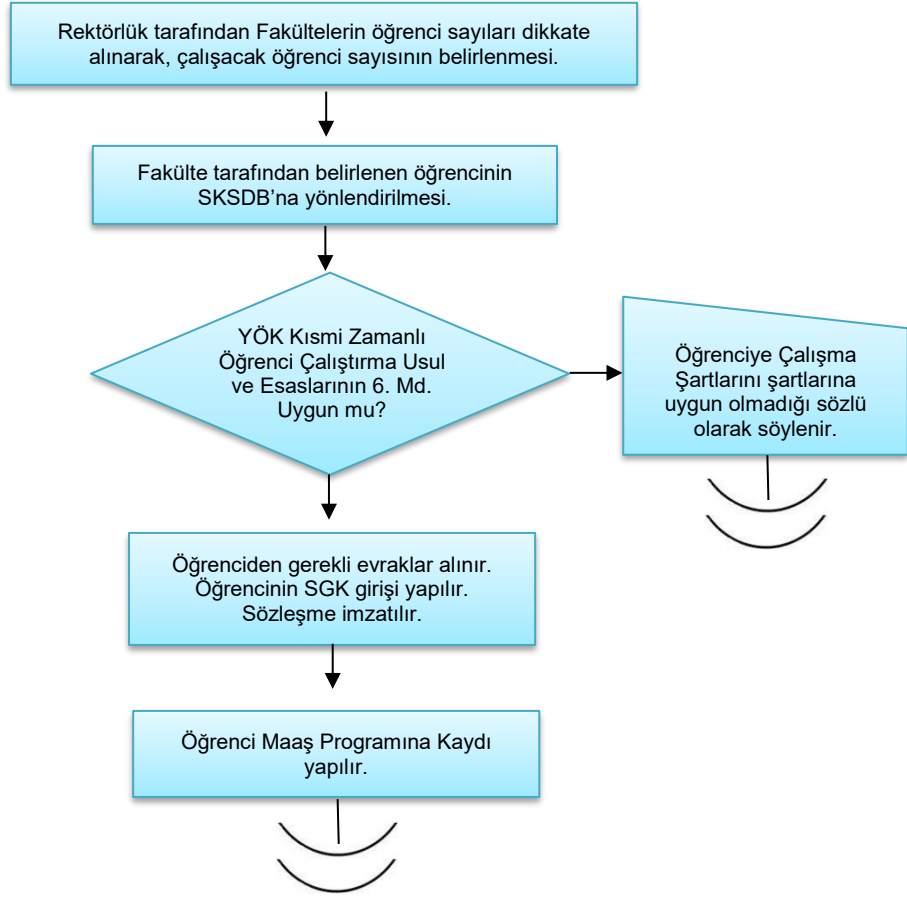 Rektörlük tarafından Fakültelerin öğrenci sayıları dikkate
alınarak, çalışacak öğrenci sayısının belirlenmesi.
Fakülte tarafından belirlenen öğrencinin
SKSDB’na yönlendirilmesi.
YÖK Kısmi Zamanlı
Öğrenci Çalıştırma Usul
ve Esaslarının 6. Md.
Uygun mu?
Öğrenciye Çalışma
Şartlarını şartlarına
uygun olmadığı sözlü
olarak söylenir.
Öğrenciden gerekli evraklar alınır.
Öğrencinin SGK girişi yapılır.
Sözleşme imzatılır.
Öğrenci Maaş Programına Kaydı
yapılır.